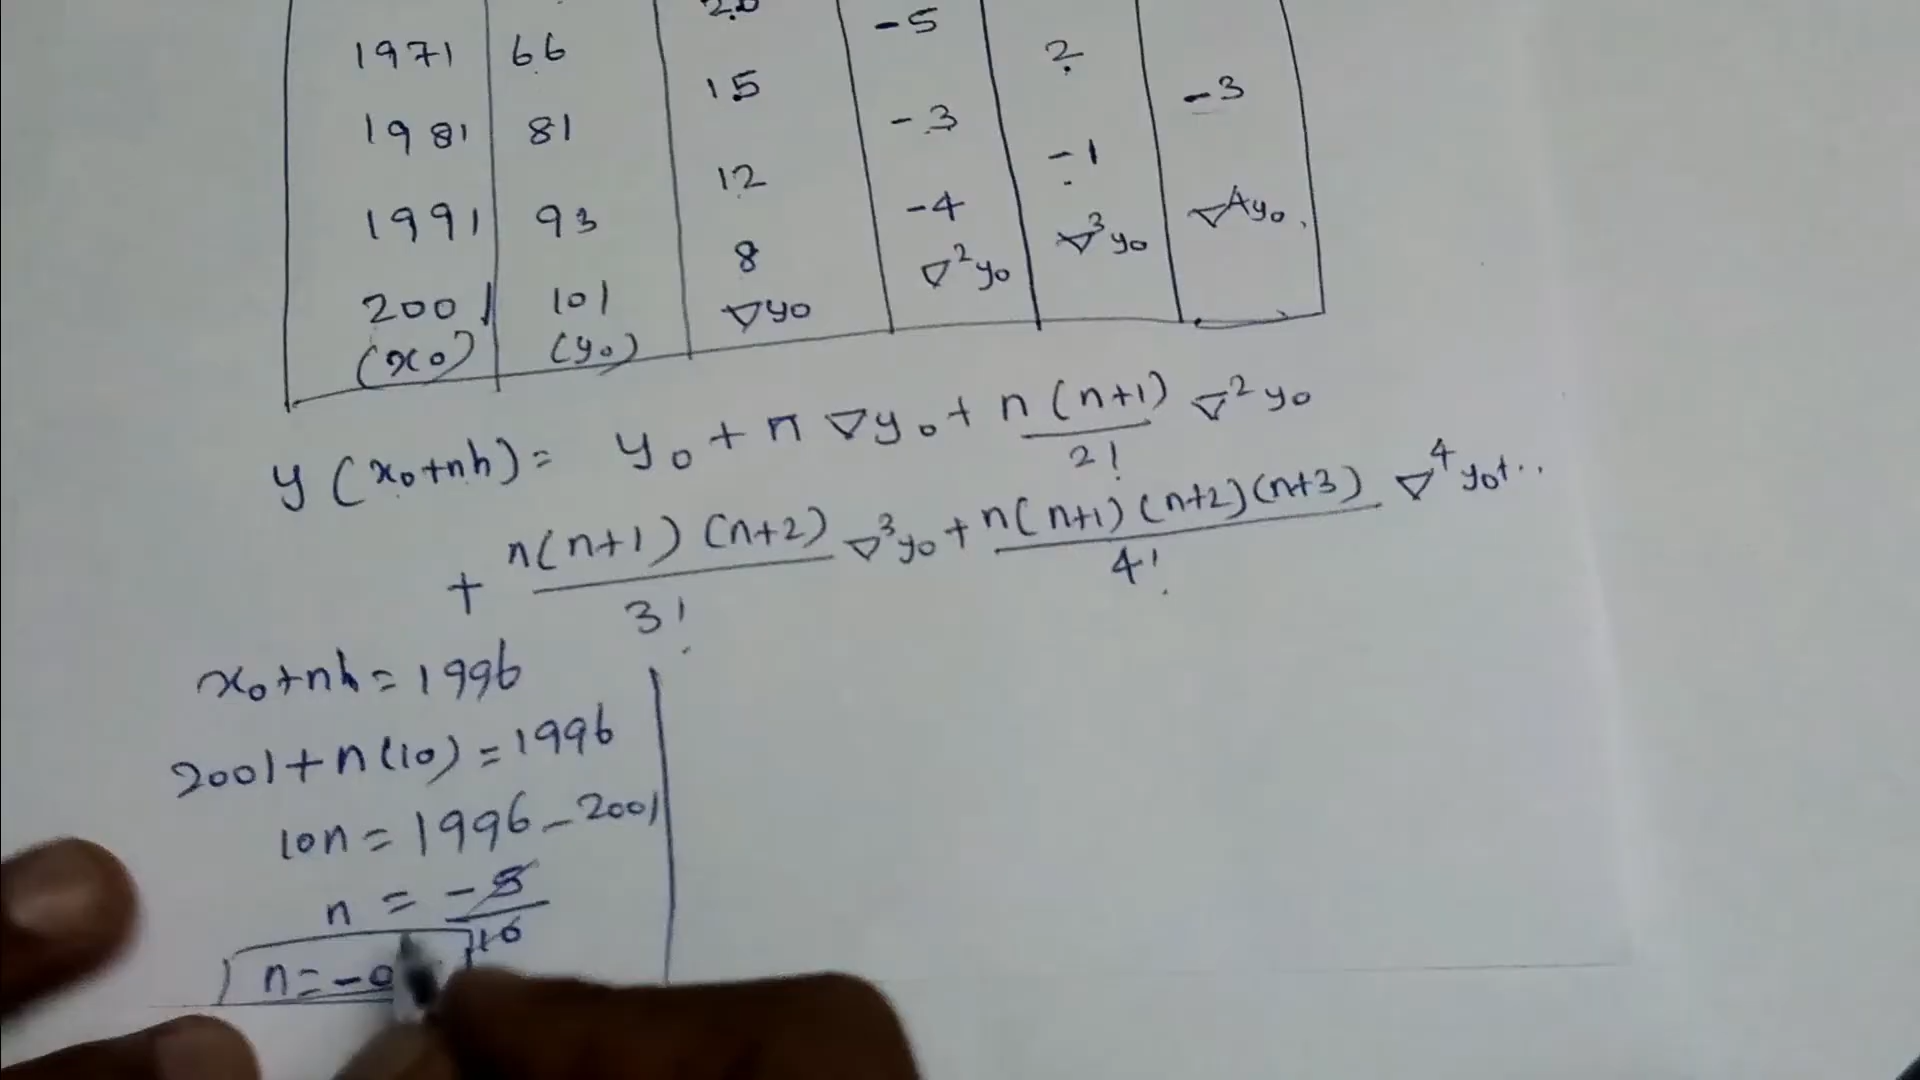 20 -5
1971 66 2
15 -3
1981 81 -3
12 -1
1991 93 -4 ∇³y₀ ∇⁴y₀.
8 ∇²y₀
2001 101 ∇y₀
(x₀) (y₀)
y(x₀+nh) = y₀ + n ∇y₀ + n(n+1)/2! ∇²y₀
+ n(n+1)(n+2)/3! ∇³y₀ + n(n+1)(n+2)(n+3)/4! ∇⁴y₀+..
x₀+nh = 1996
2001+n(10) = 1996
10n = 1996-2001
n = -5/10
n = -0